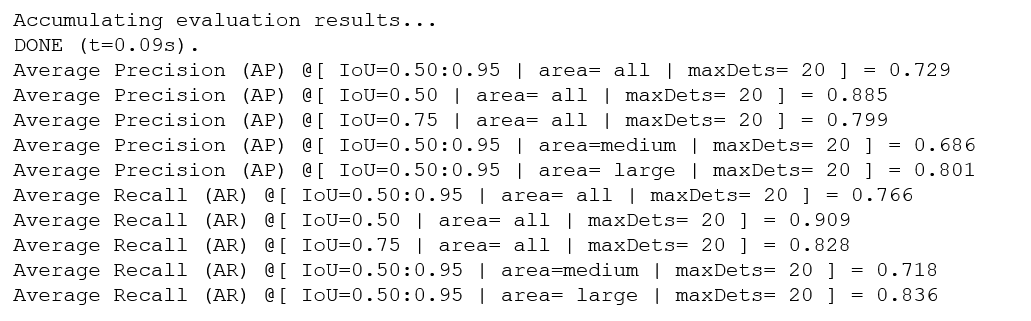 Accumulating evaluation results...
DONE (t=0.09s).
Average Precision (AP) @[ IoU=0.50:0.95 | area= all | maxDets= 20 ] = 0.729
Average Precision (AP) @[ IoU=0.50 | area= all | maxDets= 20 ] = 0.885
Average Precision (AP) @[ IoU=0.75 | area= all | maxDets= 20 ] = 0.799
Average Precision (AP) @[ IoU=0.50:0.95 | area=medium | maxDets= 20 ] = 0.686
Average Precision (AP) @[ IoU=0.50:0.95 | area= large | maxDets= 20 ] = 0.801
Average Recall (AR) @[ IoU=0.50:0.95 | area= all | maxDets= 20 ] = 0.766
Average Recall (AR) @[ IoU=0.50 | area= all | maxDets= 20 ] = 0.909
Average Recall (AR) @[ IoU=0.75 | area= all | maxDets= 20 ] = 0.828
Average Recall (AR) @[ IoU=0.50:0.95 | area=medium | maxDets= 20 ] = 0.718
Average Recall (AR) @[ IoU=0.50:0.95 | area= large | maxDets= 20 ] = 0.836